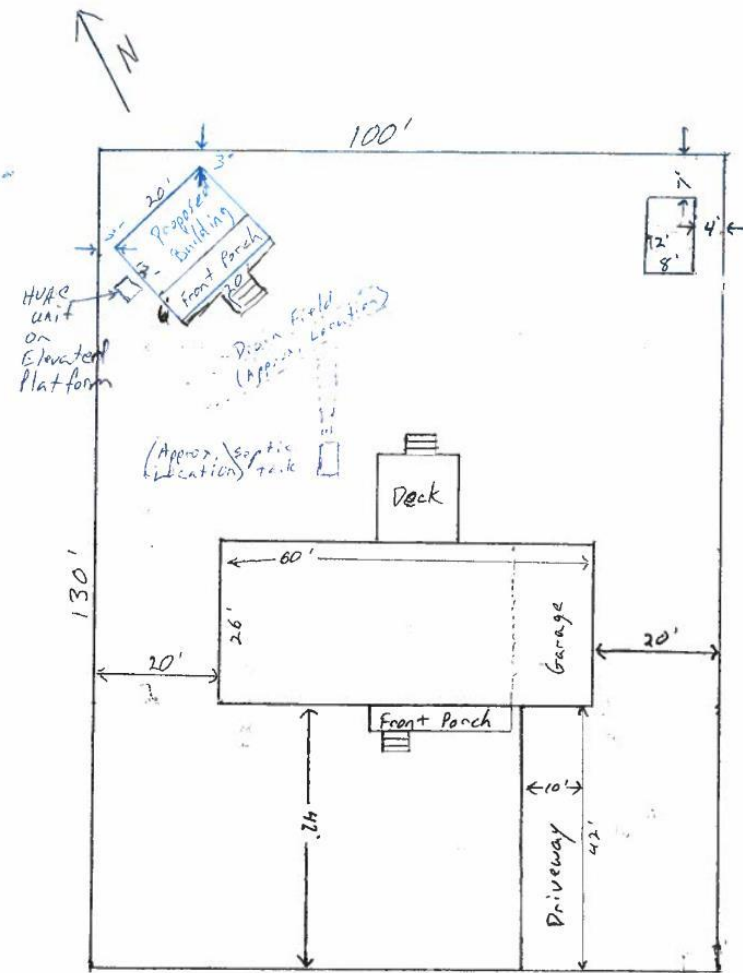 N
100'
3'
20'
Proposed
Building
3'
Front Porch
20'
6'
7'
4'
12'
8'
HVAC
unit
on
Elevated
Platform
Drain Field
(Approx. Location)
(Approx. Location)
Septic
Tank
Deck
130'
60'
26'
Garage
20'
20'
Front Porch
42'
10'
Driveway
42'